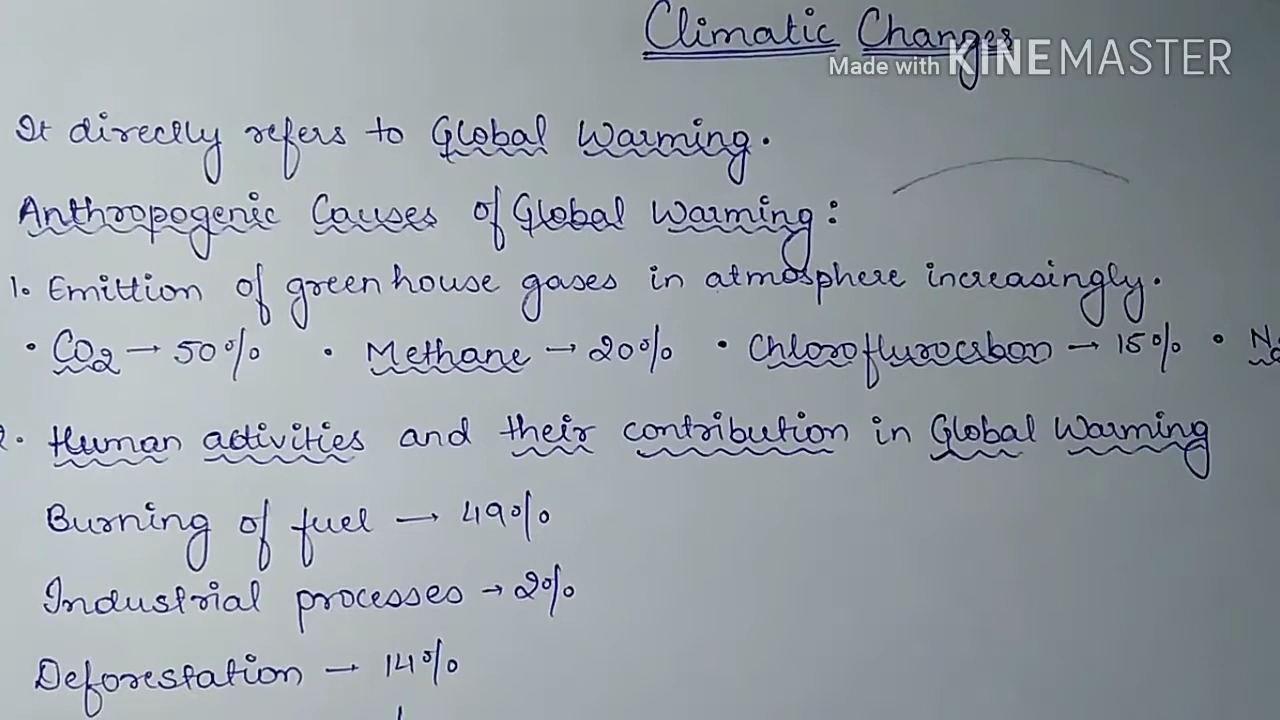 Climatic Changes
Made with KINEMASTER
It directly refers to Global Warming.
Anthropogenic Causes of Global Warming:
1. Emittion of greenhouse gases in atmosphere increasingly.
• CO2 → 50% • Methane → 20% • Chloroflurocarbon → 15% •
2. Human activities and their contribution in Global Warming
Burning of fuel → 49%
Industrial processes → 2%
Deforestation — 14%